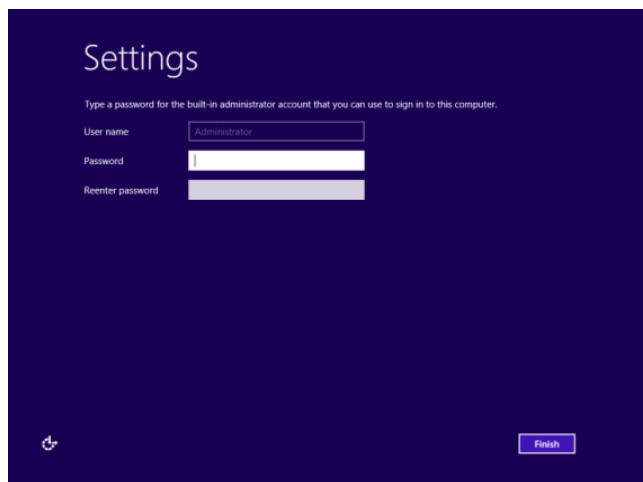 Settings
Type a password for the built-in administrator account that you can use to sign in to this computer.
User name Administrator
Password
Reenter password
Finish